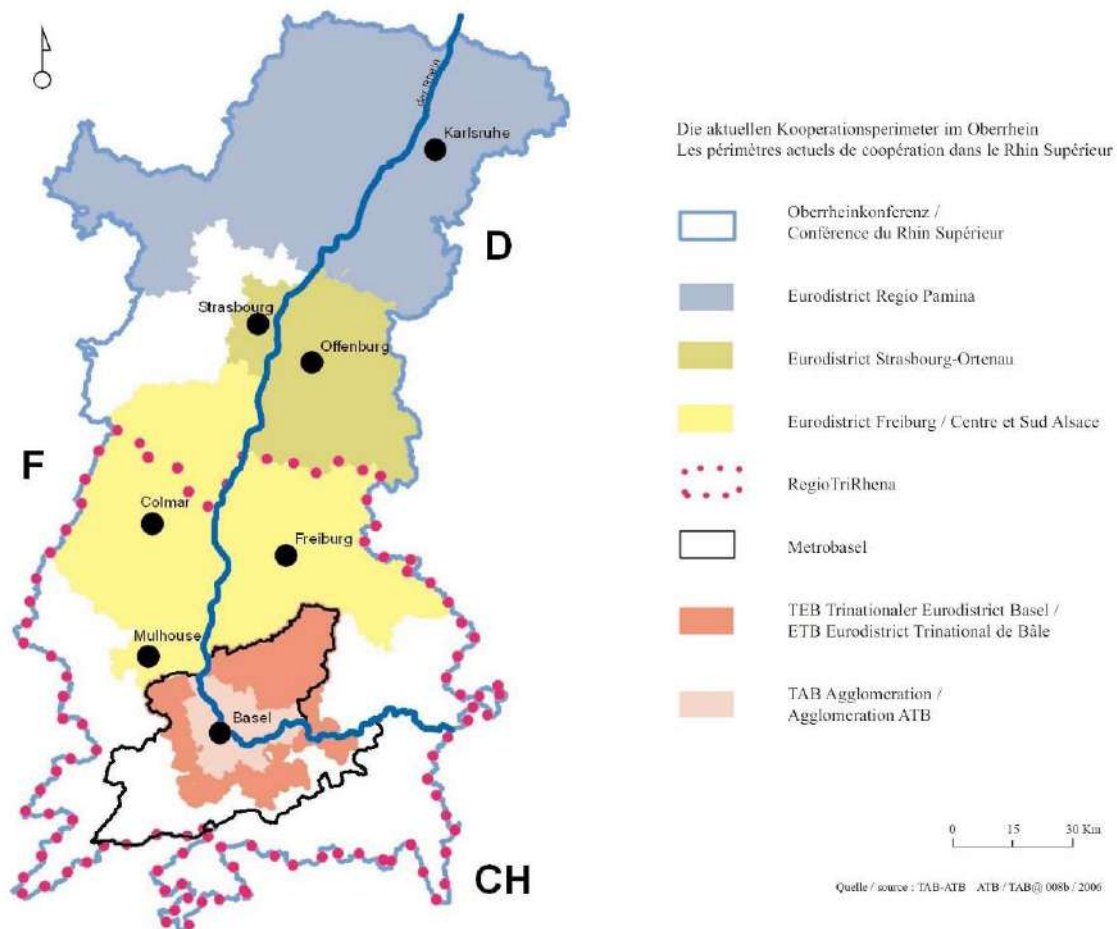 der Rhein
Karlsruhe
D
Strasbourg
Offenburg
F
Colmar
Freiburg
Mulhouse
Basel
CH
Die aktuellen Kooperationsperimeter im Oberrhein
Les périmètres actuels de coopération dans le Rhin Supérieur
Oberrheinkonferenz /
Conférence du Rhin Supérieur
Eurodistrict Regio Pamina
Eurodistrict Strasbourg-Ortenau
Eurodistrict Freiburg / Centre et Sud Alsace
RegioTriRhena
Metrobasel
TEB Trinationaler Eurodistrict Basel /
ETB Eurodistrict Trinational de Bâle
TAB Agglomeration /
Agglomeration ATB
0 15 30 Km
Quelle / source : TAB-ATB ATB / TAB@ 008b / 2006